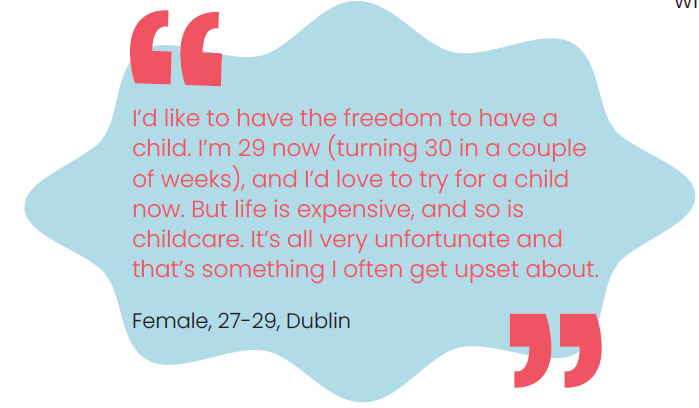 I’d like to have the freedom to have a
child. I’m 29 now (turning 30 in a couple
of weeks), and I’d love to try for a child
now. But life is expensive, and so is
childcare. It’s all very unfortunate and
that’s something I often get upset about.
Female, 27-29, Dublin